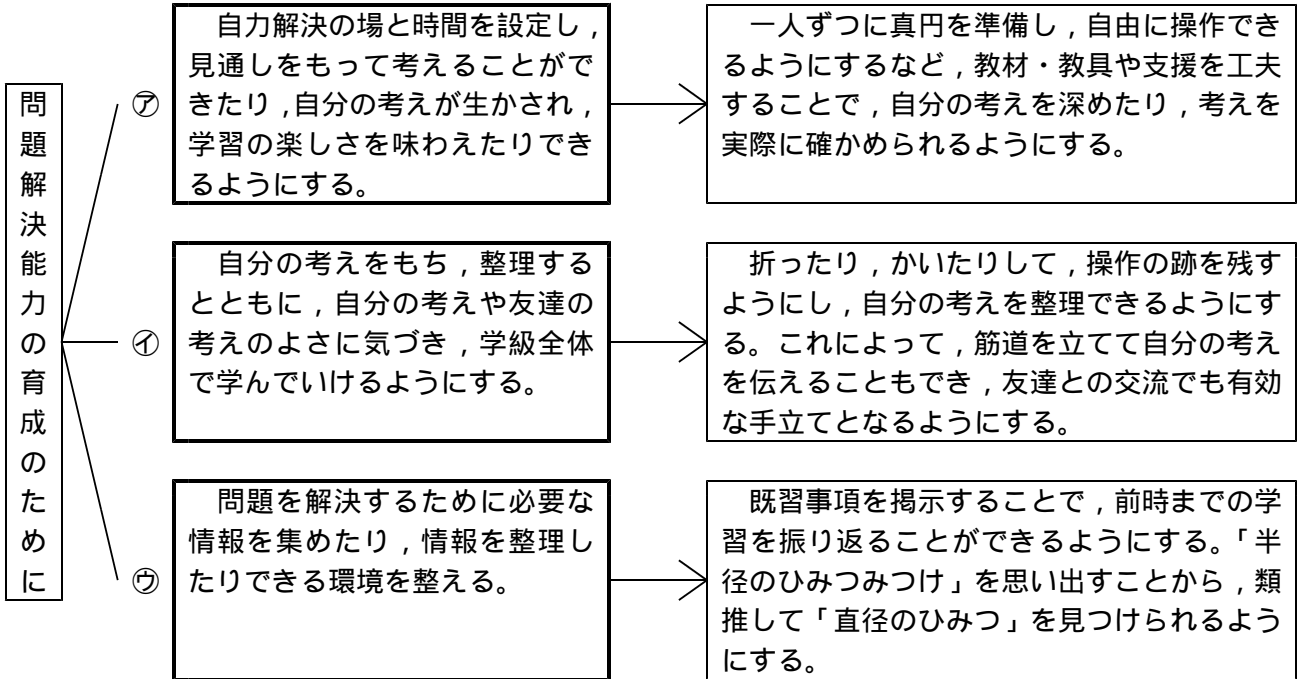 問題解決能力の育成のために
㋐
自力解決の場と時間を設定し，
見通しをもって考えることがで
きたり，自分の考えが生かされ，
学習の楽しさを味わえたりでき
るようにする。
一人ずつに真円を準備し，自由に操作でき
るようにするなど，教材・教具や支援を工夫
することで，自分の考えを深めたり，考えを
実際に確かめられるようにする。
㋑
自分の考えをもち，整理する
とともに，自分の考えや友達の
考えのよさに気づき，学級全体
で学んでいけるようにする。
折ったり，かいたりして，操作の跡を残す
ようにし，自分の考えを整理できるようにす
る。これによって，筋道を立てて自分の考え
を伝えることもでき，友達との交流でも有効
な手立てとなるようにする。
㋒
問題を解決するために必要な
情報を集めたり，情報を整理し
たりできる環境を整える。
既習事項を掲示することで，前時までの学
習を振り返ることができるようにする。「半
径のひみつみつけ」を思い出すことから，類
推して「直径のひみつ」を見つけられるよう
にする。